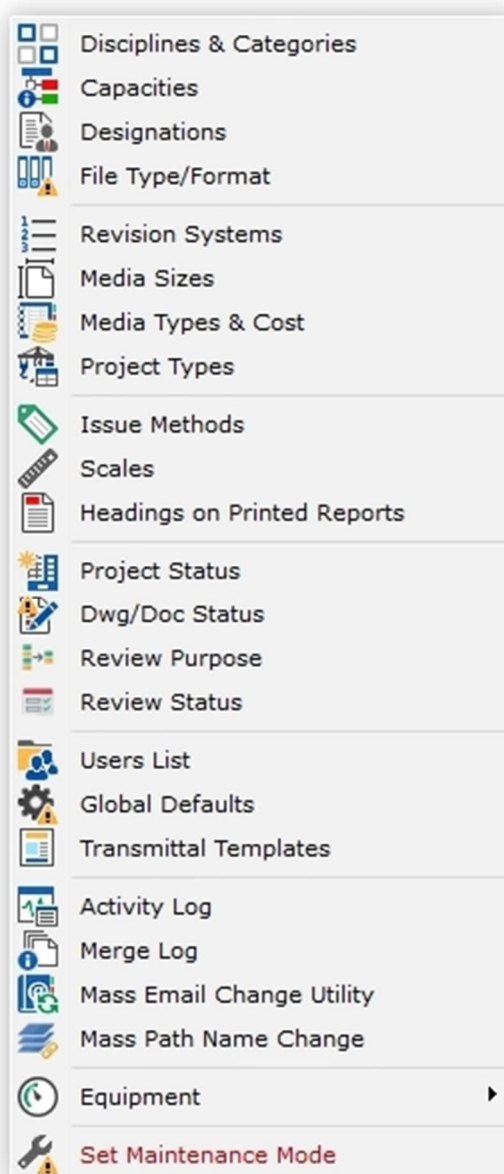 Disciplines & Categories
Capacities
Designations
File Type/Format
Revision Systems
Media Sizes
Media Types & Cost
Project Types
Issue Methods
Scales
Headings on Printed Reports
Project Status
Dwg/Doc Status
Review Purpose
Review Status
Users List
Global Defaults
Transmittal Templates
Activity Log
Merge Log
Mass Email Change Utility
Mass Path Name Change
Equipment
Set Maintenance Mode